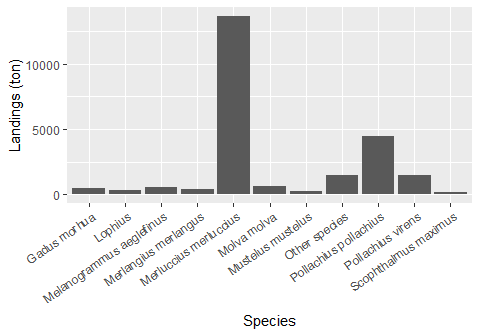 Landings (ton)
10000
5000
0
Gadus morhua
Lophius
Melanogrammus aeglefinus
Merlangius merlangus
Merluccius merluccius
Molva molva
Mustelus mustelus
Other species
Pollachius pollachius
Pollachius virens
Scophthalmus maximus
Species